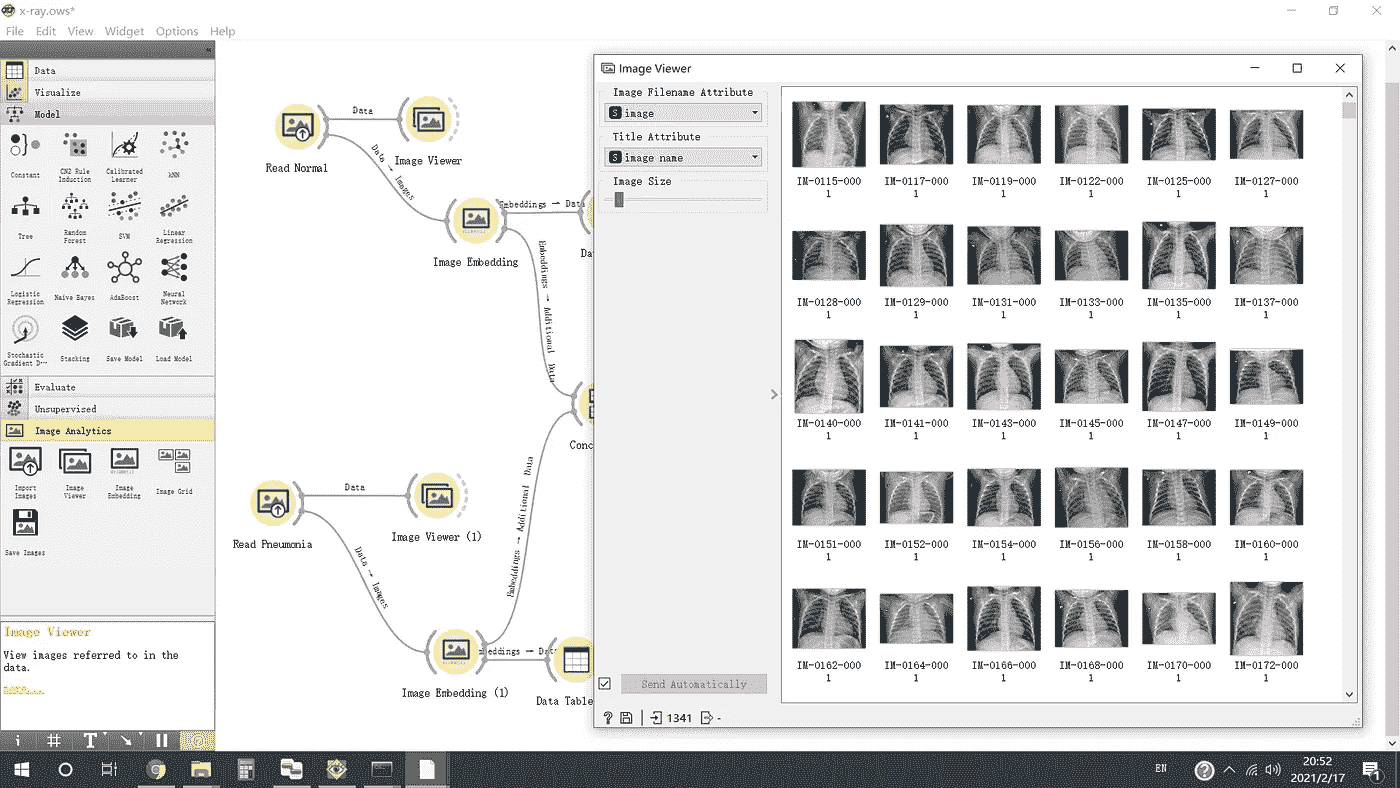 x-ray.ows*
File Edit View Widget Options Help
Data
Visualize
Model
Constant
CN2 Rule Induction
Calibrated Learner
kNN
Tree
Random Forest
SVM
Linear Regression
Logistic Regression
Naive Bayes
AdaBoost
Neural Network
Stochastic Gradient D...
Stacking
Save Model
Load Model
Evaluate
Unsupervised
Image Analytics
Import Images
Image Viewer
Image Embedding
Image Grid
Save Images
Image Viewer
View images referred to in the
data.
more...
Read Normal
Data
Image Viewer
Data → Images
Image Embedding
Embeddings → Data
Embeddings → Additional Data
Read Pneumonia
Data
Image Viewer (1)
Data → Images
Image Embedding (1)
Embeddings → Additional Data
Data Table
Image Viewer
Image Filename Attribute
S image
Title Attribute
S image name
Image Size
Send Automatically
1341 -
IM-0115-0001 IM-0117-0001 IM-0119-0001 IM-0122-0001 IM-0125-0001 IM-0127-0001
IM-0128-0001 IM-0129-0001 IM-0131-0001 IM-0133-0001 IM-0135-0001 IM-0137-0001
IM-0140-0001 IM-0141-0001 IM-0143-0001 IM-0145-0001 IM-0147-0001 IM-0149-0001
IM-0151-0001 IM-0152-0001 IM-0154-0001 IM-0156-0001 IM-0158-0001 IM-0160-0001
IM-0162-0001 IM-0164-0001 IM-0166-0001 IM-0168-0001 IM-0170-0001 IM-0172-0001
EN
20:52
2021/2/17
1